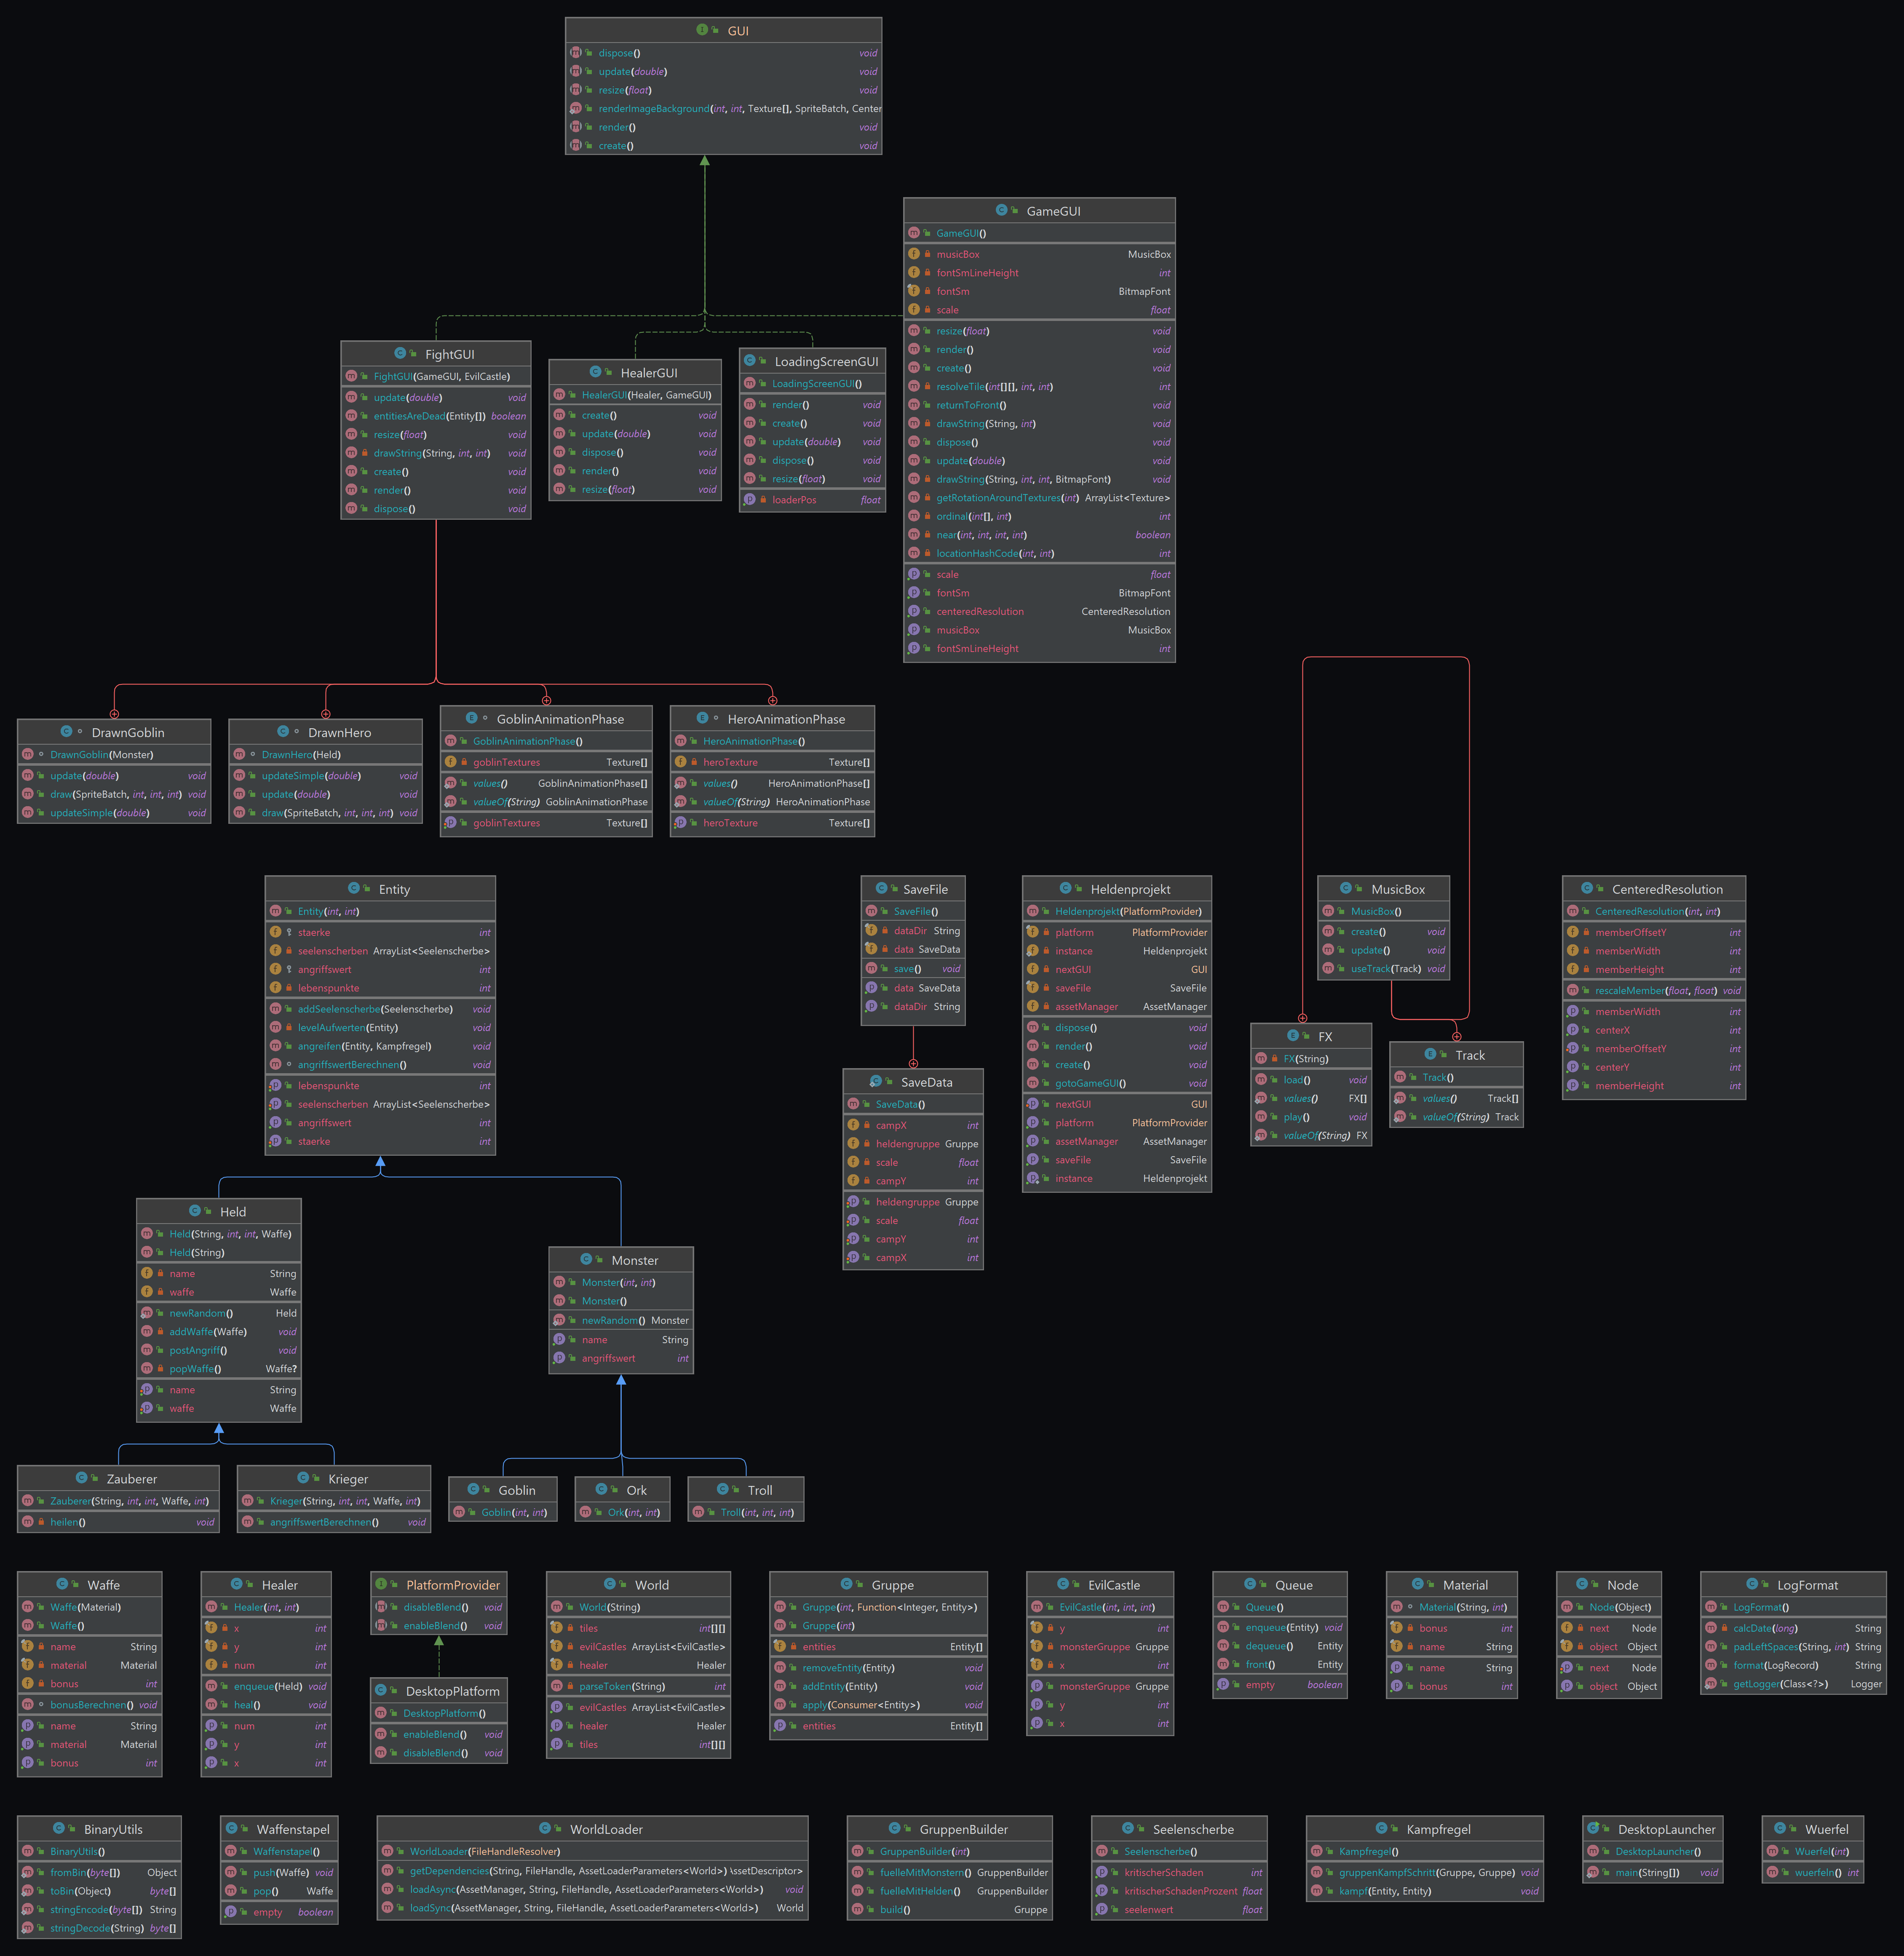 GUI
dispose() void
update(double) void
resize(float) void
renderImageBackground(int, int, Texture[], SpriteBatch, Center
render() void
create() void
GameGUI
GameGUI()
musicBox MusicBox
fontSmLineHeight int
fontSm BitmapFont
scale float
resize(float) void
render() void
create() void
resolveTile(int[][], int, int) int
returnToFront() void
drawString(String, int) void
dispose() void
update(double) void
drawString(String, int, int, BitmapFont) void
getRotationAroundTextures(int) ArrayList<Texture>
ordinal(int[], int) int
near(int, int, int, int) boolean
locationHashCode(int, int) int
scale float
fontSm BitmapFont
centeredResolution CenteredResolution
musicBox MusicBox
fontSmLineHeight int
FightGUI
FightGUI(GameGUI, EvilCastle)
update(double) void
entitiesAreDead(Entity[]) boolean
resize(float) void
drawString(String, int, int) void
create() void
render() void
dispose() void
HealerGUI
HealerGUI(Healer, GameGUI)
create() void
update(double) void
dispose() void
render() void
resize(float) void
LoadingScreenGUI
LoadingScreenGUI()
render() void
create() void
update(double) void
dispose() void
resize(float) void
loaderPos float
DrawnGoblin
DrawnGoblin(Monster)
update(double) void
draw(SpriteBatch, int, int, int) void
updateSimple(double) void
DrawnHero
DrawnHero(Held)
updateSimple(double) void
update(double) void
draw(SpriteBatch, int, int, int) void
GoblinAnimationPhase
GoblinAnimationPhase()
goblinTextures Texture[]
values() GoblinAnimationPhase[]
valueOf(String) GoblinAnimationPhase
goblinTextures Texture[]
HeroAnimationPhase
HeroAnimationPhase()
heroTexture Texture[]
values() HeroAnimationPhase[]
valueOf(String) HeroAnimationPhase
heroTexture Texture[]
Entity
Entity(int, int)
staerke int
seelenscherben ArrayList<Seelenscherbe>
angriffswert int
lebenspunkte int
addSeelenscherbe(Seelenscherbe) void
levelAufwerten(Entity) void
angreifen(Entity, Kampfregel) void
angriffswertBerechnen() void
lebenspunkte int
seelenscherben ArrayList<Seelenscherbe>
angriffswert int
staerke int
SaveFile
SaveFile()
dataDir String
data SaveData
save() void
data SaveData
dataDir String
SaveData
SaveData()
campX int
heldengruppe Gruppe
scale float
campY int
heldengruppe Gruppe
scale float
campY int
campX int
Heldenprojekt
Heldenprojekt(PlatformProvider)
platform PlatformProvider
instance Heldenprojekt
nextGUI GUI
saveFile SaveFile
assetManager AssetManager
dispose() void
render() void
create() void
gotoGameGUI() void
nextGUI GUI
platform PlatformProvider
assetManager AssetManager
saveFile SaveFile
instance Heldenprojekt
MusicBox
MusicBox()
create() void
update() void
useTrack(Track) void
FX
FX(String)
load() void
values() FX[]
play() void
valueOf(String) FX
Track
Track()
values() Track[]
valueOf(String) Track
CenteredResolution
CenteredResolution(int, int)
memberOffsetY int
memberWidth int
memberHeight int
rescaleMember(float, float) void
memberWidth int
centerX int
memberOffsetY int
centerY int
memberHeight int
Held
Held(String, int, int, Waffe)
Held(String)
name String
waffe Waffe
newRandom() Held
addWaffe(Waffe) void
postAngriff() void
popWaffe() Waffe?
name String
waffe Waffe
Monster
Monster(int, int)
Monster()
newRandom() Monster
name String
angriffswert int
Zauberer
Zauberer(String, int, int, Waffe, int)
heilen() void
Krieger
Krieger(String, int, int, Waffe, int)
angriffswertBerechnen() void
Goblin
Goblin(int, int)
Ork
Ork(int, int)
Troll
Troll(int, int, int)
Waffe
Waffe(Material)
Waffe()
name String
material Material
bonus int
bonusBerechnen() void
name String
material Material
bonus int
Healer
Healer(int, int)
x int
y int
num int
enqueue(Held) void
heal() void
num int
y int
x int
PlatformProvider
disableBlend() void
enableBlend() void
DesktopPlatform
DesktopPlatform()
enableBlend() void
disableBlend() void
World
World(String)
tiles int[][]
evilCastles ArrayList<EvilCastle>
healer Healer
parseToken(String) int
evilCastles ArrayList<EvilCastle>
healer Healer
tiles int[][]
Gruppe
Gruppe(int, Function<Integer, Entity>)
Gruppe(int)
entities Entity[]
removeEntity(Entity) void
addEntity(Entity) void
apply(Consumer<Entity>) void
entities Entity[]
EvilCastle
EvilCastle(int, int, int)
y int
monsterGruppe Gruppe
x int
monsterGruppe Gruppe
y int
x int
Queue
Queue()
enqueue(Entity) void
dequeue() Entity
front() Entity
empty boolean
Material
Material(String, int)
bonus int
name String
name String
bonus int
Node
Node(Object)
next Node
object Object
next Node
object Object
LogFormat
LogFormat()
calcDate(long) String
padLeftSpaces(String, int) String
format(LogRecord) String
getLogger(Class<?>) Logger
BinaryUtils
BinaryUtils()
fromBin(byte[]) Object
toBin(Object) byte[]
stringEncode(byte[]) String
stringDecode(String) byte[]
Waffenstapel
Waffenstapel()
push(Waffe) void
pop() Waffe
empty boolean
WorldLoader
WorldLoader(FileHandleResolver)
getDependencies(String, FileHandle, AssetLoaderParameters<World>) \ssetDescriptor>
loadAsync(AssetManager, String, FileHandle, AssetLoaderParameters<World>) void
loadSync(AssetManager, String, FileHandle, AssetLoaderParameters<World>) World
GruppenBuilder
GruppenBuilder(int)
fuelleMitMonstern() GruppenBuilder
fuelleMitHelden() GruppenBuilder
build() Gruppe
Seelenscherbe
Seelenscherbe()
kritischerSchaden int
kritischerSchadenProzent float
seelenwert float
Kampfregel
Kampfregel()
gruppenKampfSchritt(Gruppe, Gruppe) void
kampf(Entity, Entity) void
DesktopLauncher
DesktopLauncher()
main(String[]) void
Wuerfel
Wuerfel(int)
wuerfeln() int